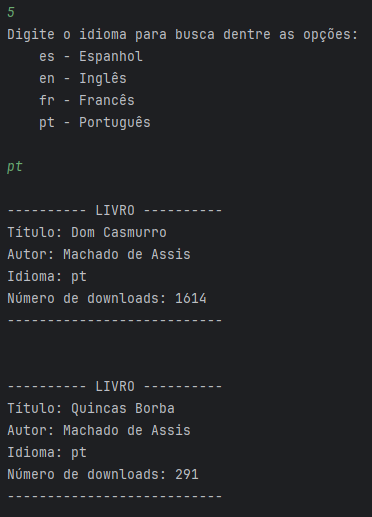 5
Digite o idioma para busca dentre as opções:
es - Espanhol
en - Inglês
fr - Francês
pt - Português
pt
---------- LIVRO ----------
Título: Dom Casmurro
Autor: Machado de Assis
Idioma: pt
Número de downloads: 1614
---------------------------
---------- LIVRO ----------
Título: Quincas Borba
Autor: Machado de Assis
Idioma: pt
Número de downloads: 291
---------------------------